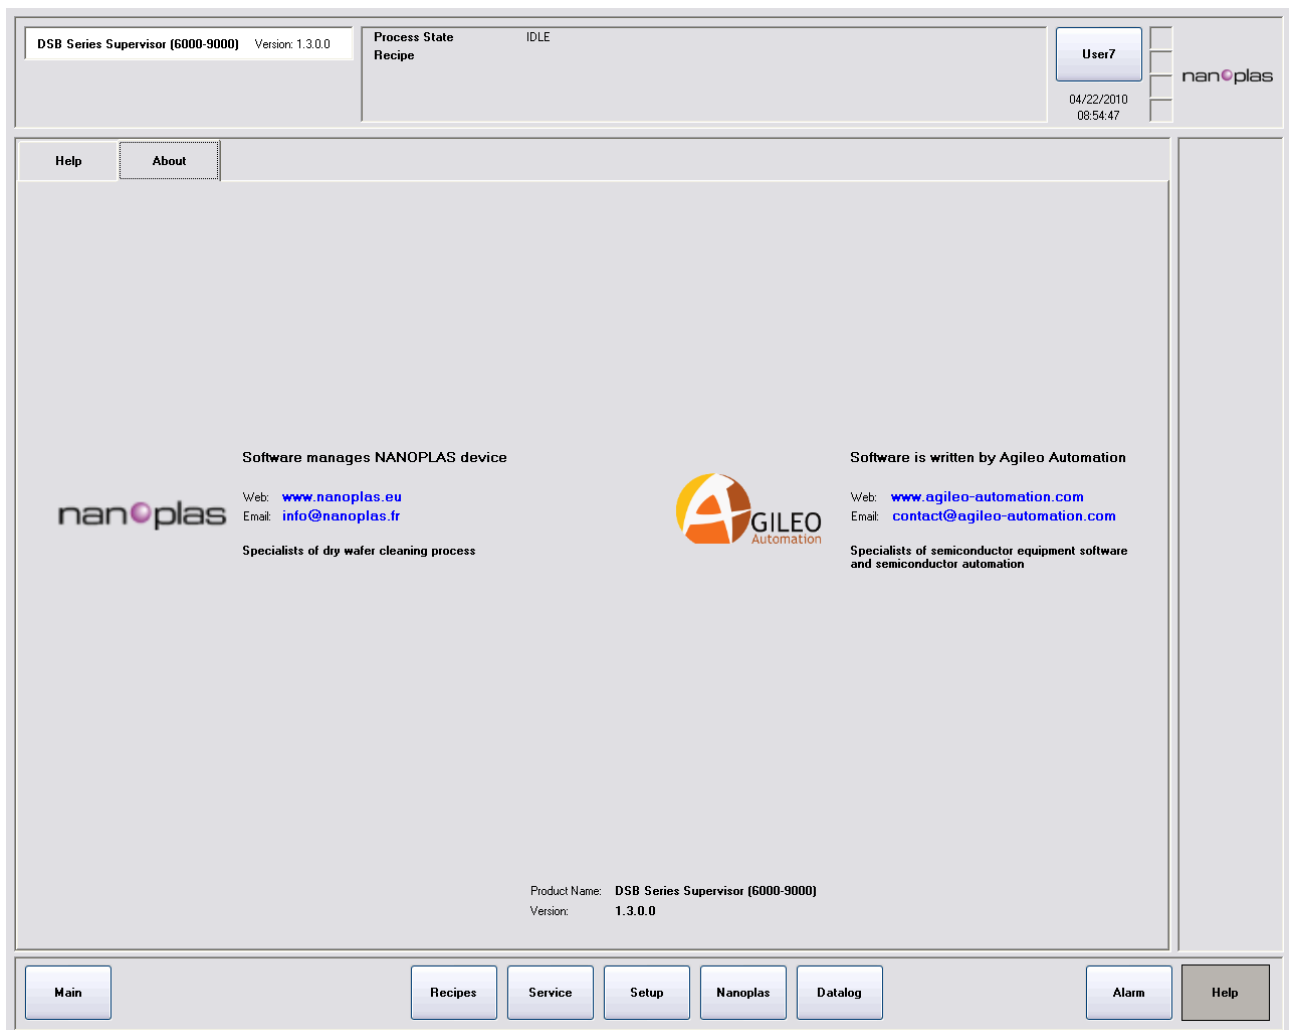 DSB Series Supervisor (6000-9000) Version: 1.3.0.0
Process State IDLE
Recipe
User7
04/22/2010
08:54:47
nanoplas
Help About
Software manages NANOPLAS device
nanoplas
Web: www.nanoplas.eu
Email: info@nanoplas.fr
Specialists of dry wafer cleaning process
AGILEO
Automation
Software is written by Agileo Automation
Web: www.agileo-automation.com
Email: contact@agileo-automation.com
Specialists of semiconductor equipment software
and semiconductor automation
Product Name: DSB Series Supervisor (6000-9000)
Version: 1.3.0.0
Main Recipes Service Setup Nanoplas Datalog Alarm Help